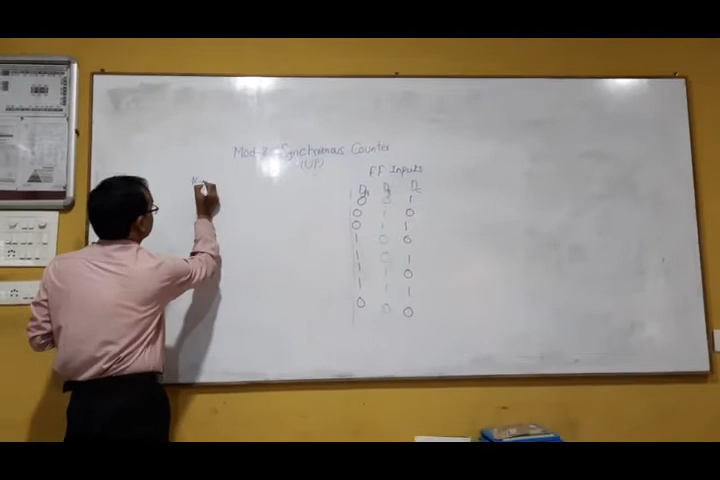 Mod-8 Synchronous Counter
(UP)
FF Inputs
DA DB DC
0 0 1
0 1 0
0 1 1
1 0 0
1 0 1
1 1 0
1 1 1
0 0 0